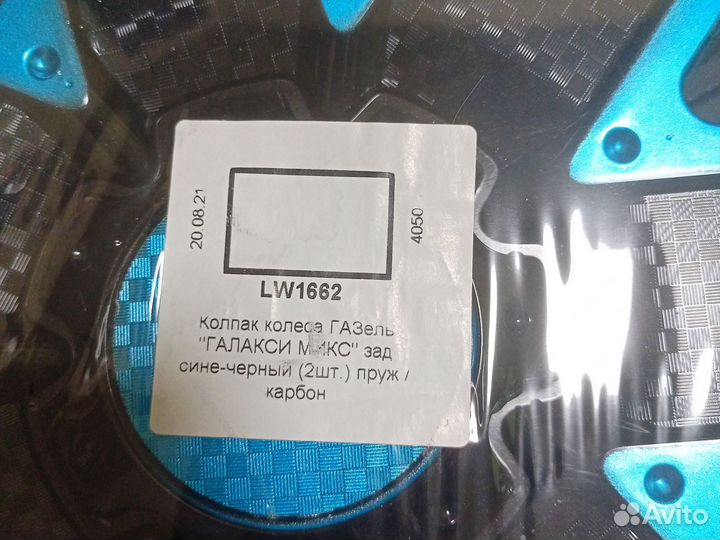 20.08.21
4050
LW1662
Колпак колеса ГАЗель
"ГАЛАКСИ МИКС" зад
сине-черный (2шт.) пруж /
карбон
Avito